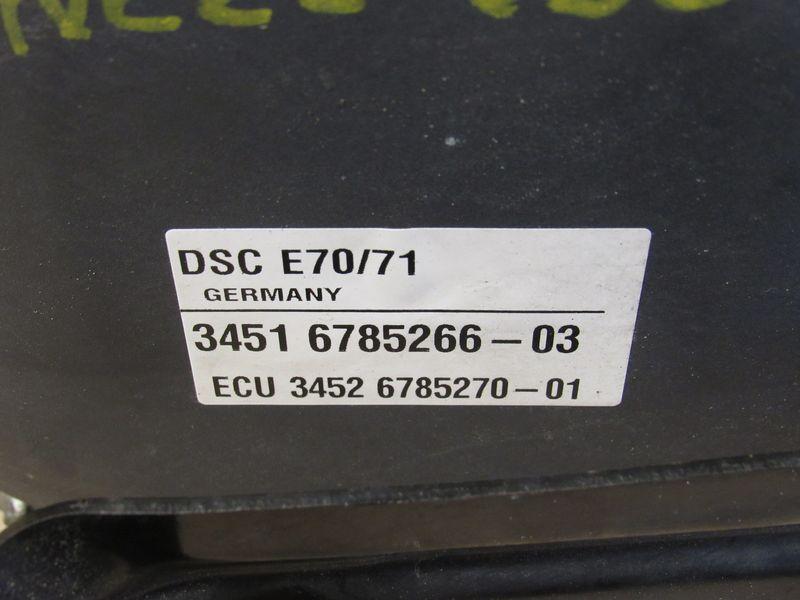 DSC E70/71
GERMANY
3451 6785266-03
ECU 3452 6785270-01